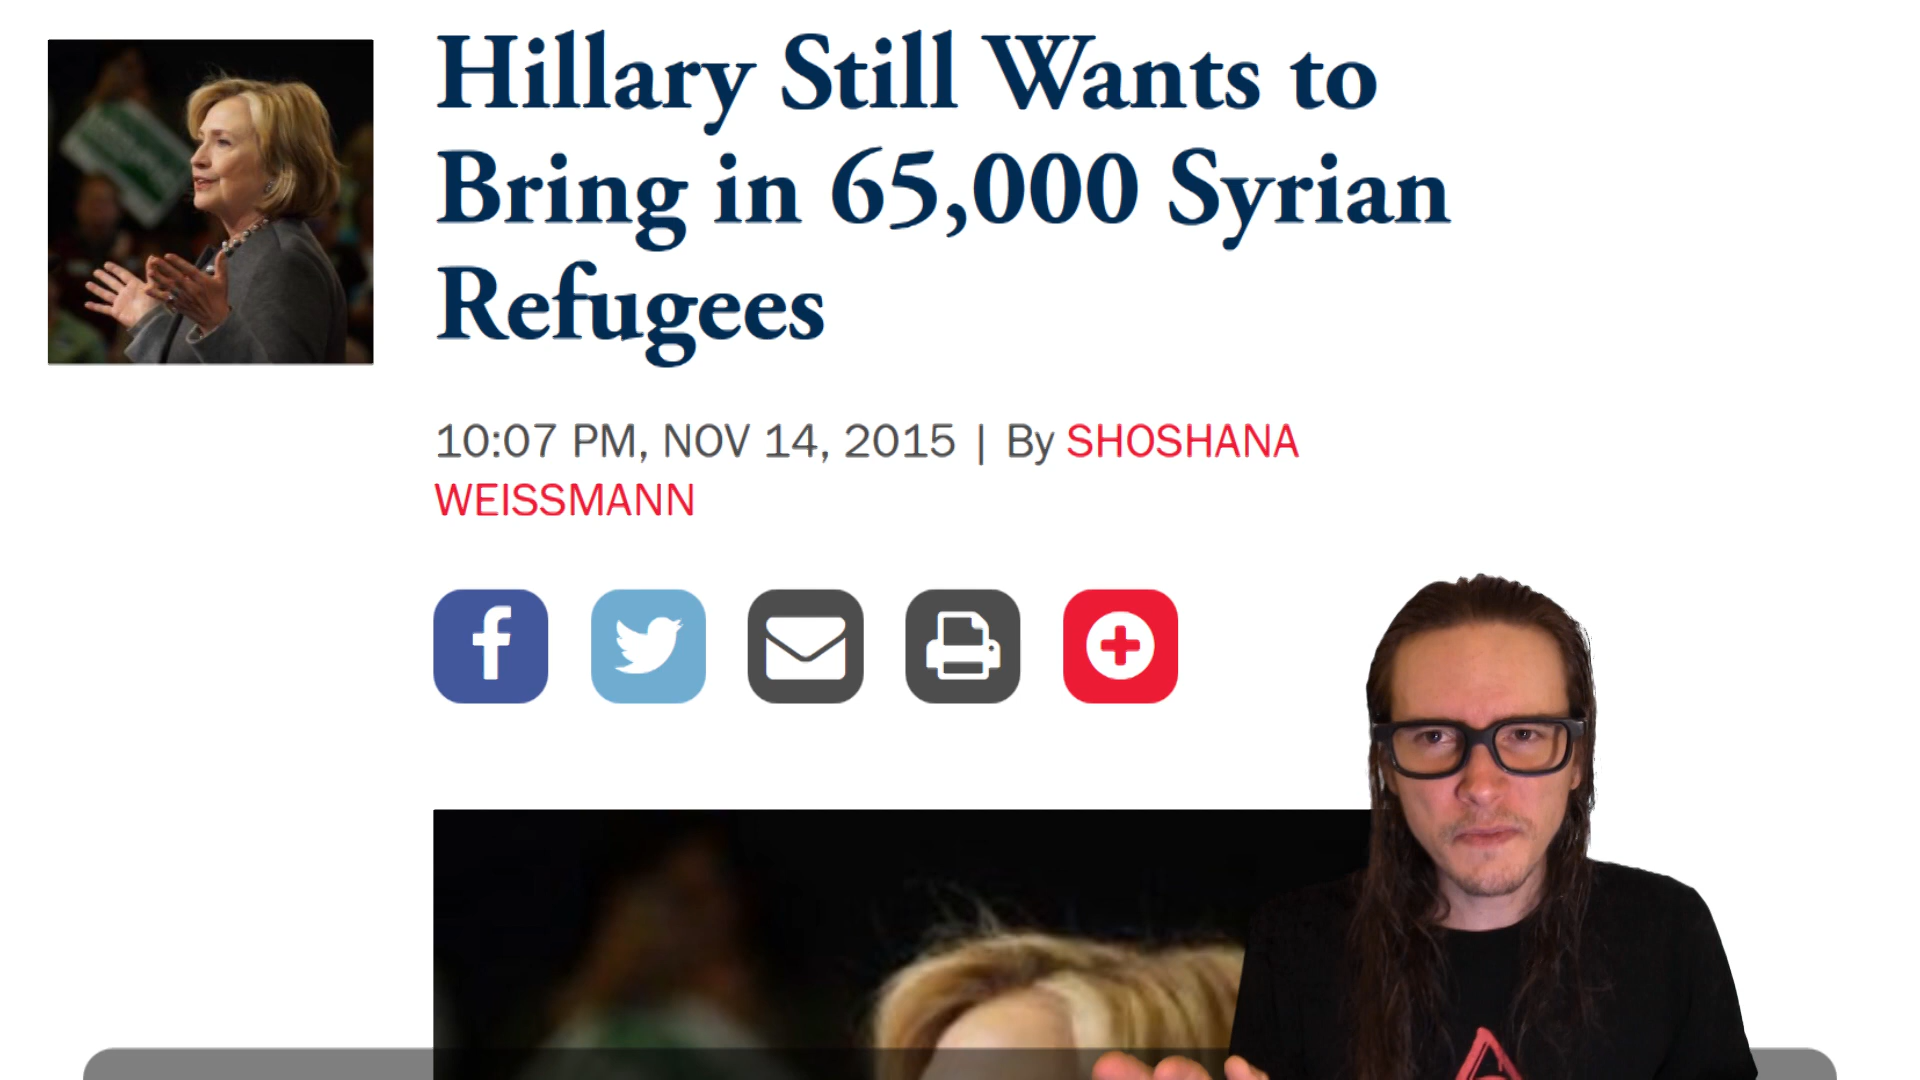 Hillary Still Wants to
Bring in 65,000 Syrian
Refugees
10:07 PM, NOV 14, 2015 | By SHOSHANA
WEISSMANN